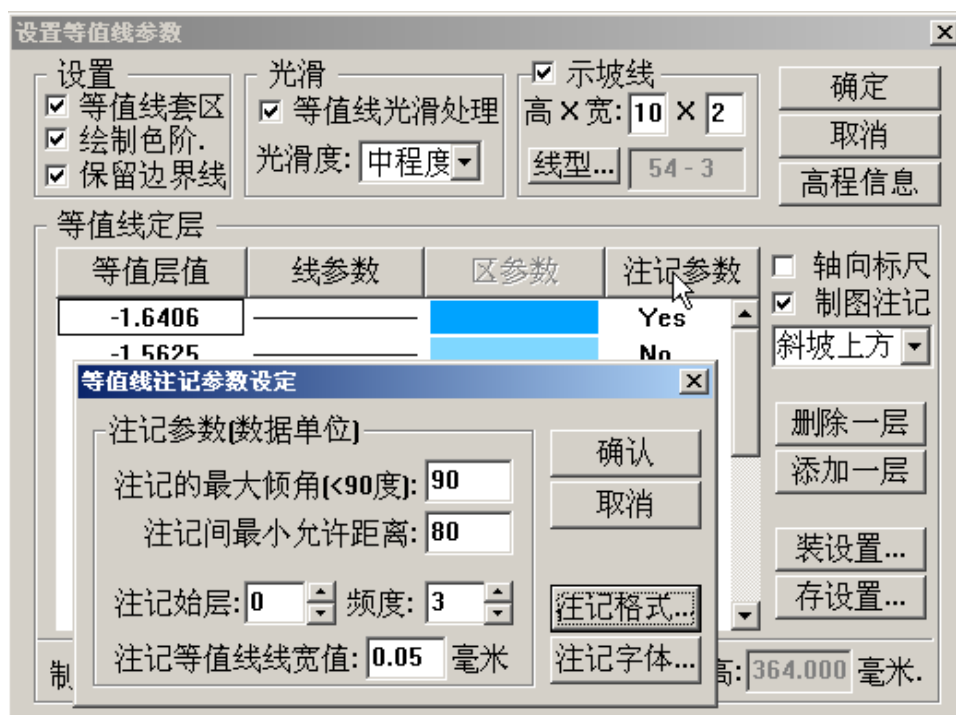 设置等值线参数
设置
等值线套区
绘制色阶.
保留边界线
光滑
等值线光滑处理
光滑度: 中程度
示坡线
高×宽: 10 × 2
线型... 54 - 3
确定
取消
高程信息
等值线定层
等值层值 线参数 区参数 注记参数
-1.6406 Yes
-1.5625 No
轴向标尺
制图注记
斜坡上方
删除一层
添加一层
装设置...
存设置...
等值线注记参数设定
注记参数(数据单位)
注记的最大倾角(<90度): 90
注记间最小允许距离: 80
注记始层: 0 频度: 3
注记等值线线宽值: 0.05 毫米
确认
取消
注记格式...
注记字体...
制
高: 364.000 毫米.